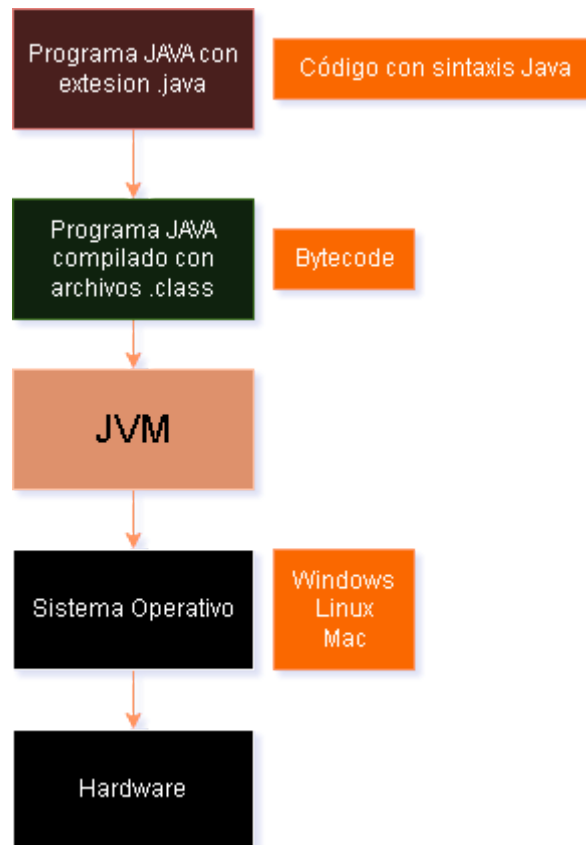 Programa JAVA con
extesion .java
Código con sintaxis Java
Programa JAVA
compilado con
archivos .class
Bytecode
JVM
Sistema Operativo
Windows
Linux
Mac
Hardware